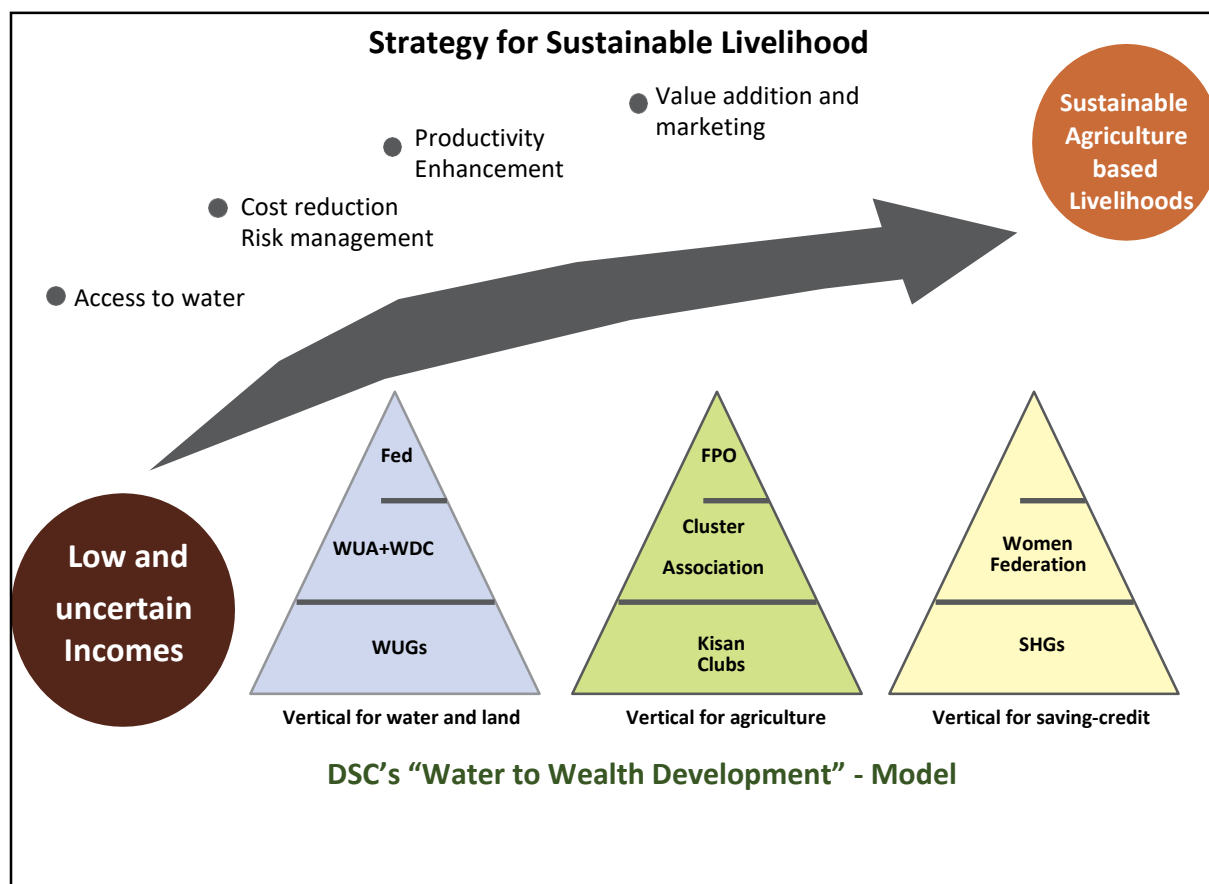 Strategy for Sustainable Livelihood
Value addition and
marketing
Productivity
Enhancement
Cost reduction
Risk management
Access to water
Sustainable
Agriculture
based
Livelihoods
Low and
uncertain
Incomes
Fed
WUA+WDC
WUGs
Vertical for water and land
FPO
Cluster
Association
Kisan
Clubs
Vertical for agriculture
Women
Federation
SHGs
Vertical for saving-credit
DSC’s “Water to Wealth Development” - Model